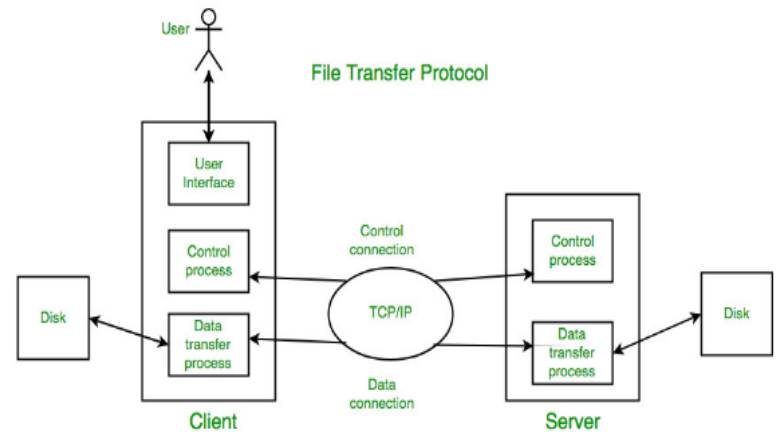 User
File Transfer Protocol
User
Interface
Control
connection
Control
process
Control
process
TCP/IP
Disk
Data
transfer
process
Data
transfer
process
Disk
Data
connection
Client
Server